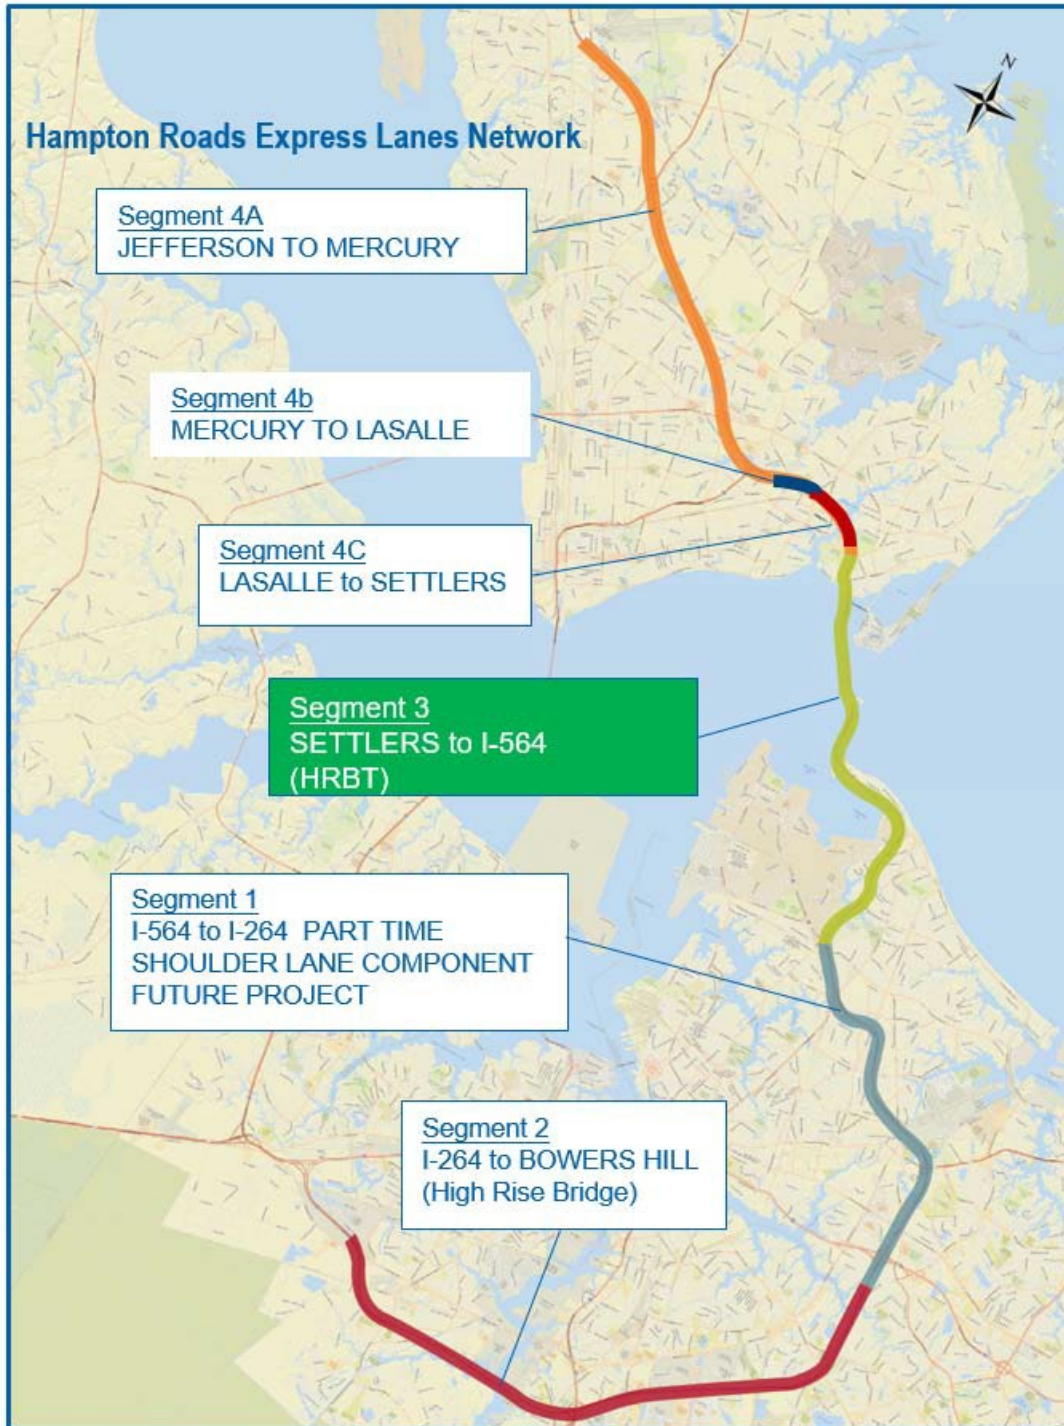 N
Hampton Roads Express Lanes Network
Segment 4A
JEFFERSON TO MERCURY
Segment 4b
MERCURY TO LASALLE
Segment 4C
LASALLE to SETTLERS
Segment 3
SETTLERS to I-564
(HRBT)
Segment 1
I-564 to I-264 PART TIME
SHOULDER LANE COMPONENT
FUTURE PROJECT
Segment 2
I-264 to BOWERS HILL
(High Rise Bridge)